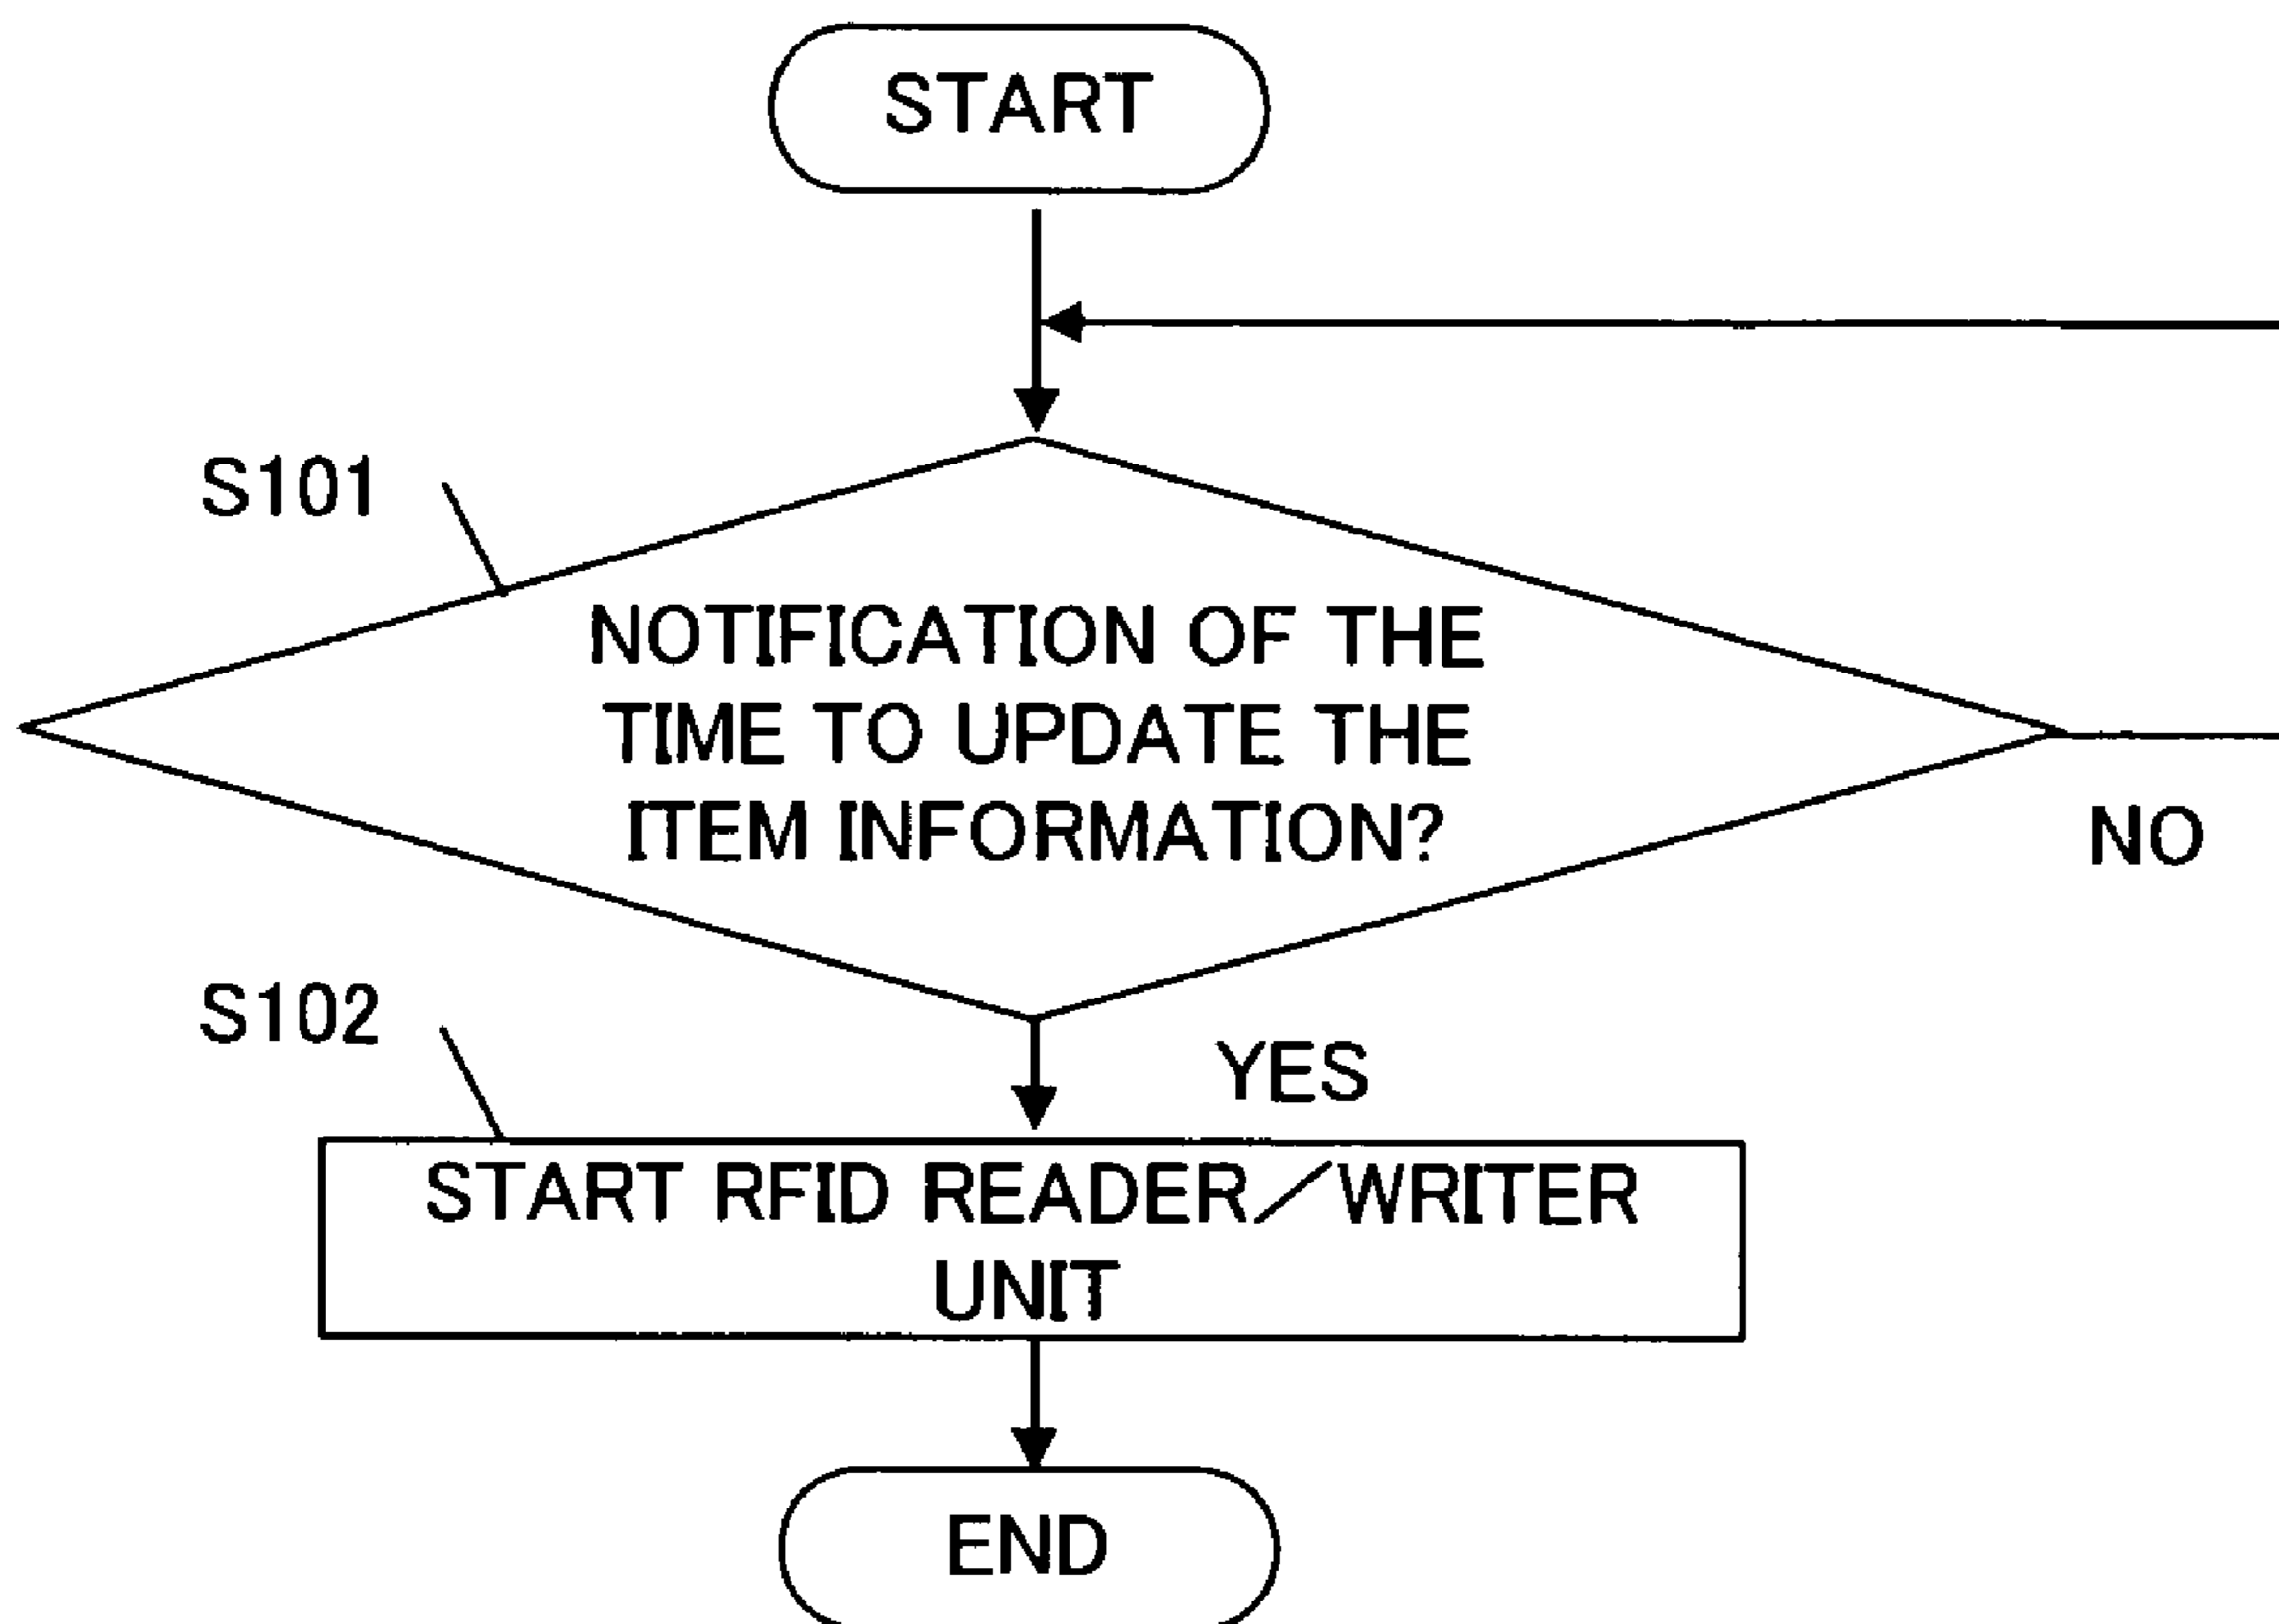 START
S101
NOTIFICATION OF THE
TIME TO UPDATE THE
ITEM INFORMATION?
NO
S102
YES
START RFID READER/WRITER
UNIT
END